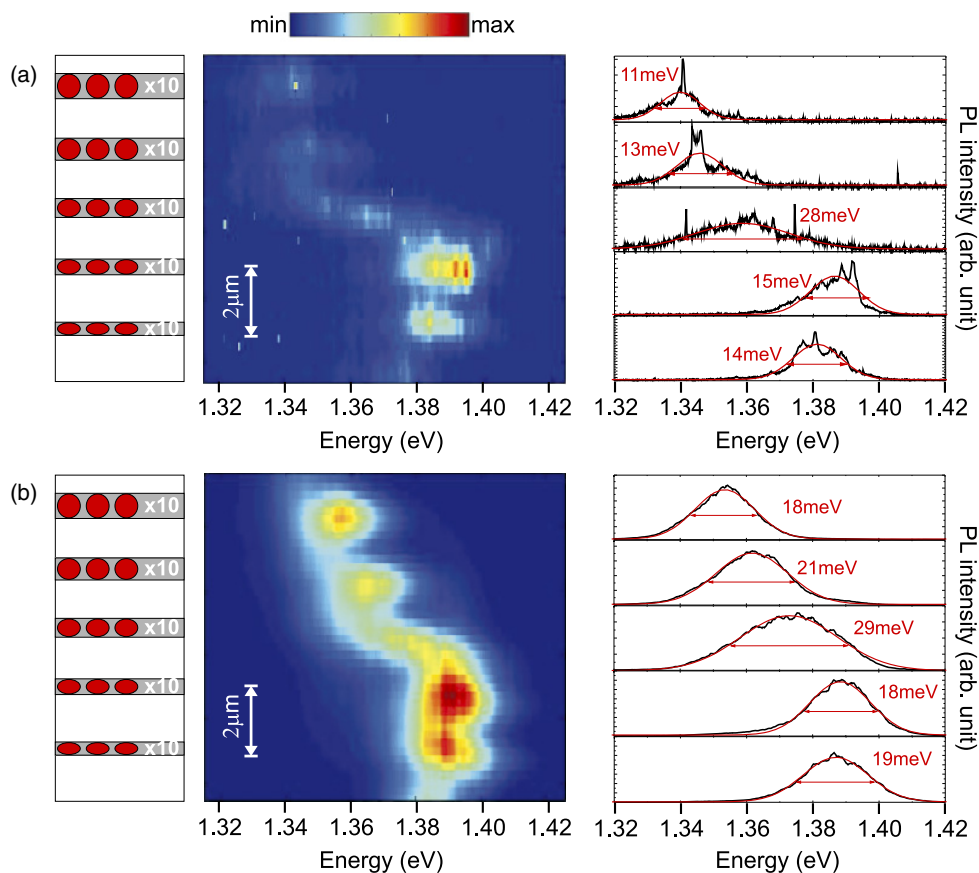 min max
(a)
x10
x10
x10
x10
x10
2μm
1.32 1.34 1.36 1.38 1.40
Energy (eV)
11meV
13meV
28meV
15meV
14meV
PL intensity (arb. unit)
1.32 1.34 1.36 1.38 1.40 1.42
Energy (eV)
(b)
x10
x10
x10
x10
x10
2μm
1.32 1.34 1.36 1.38 1.40
Energy (eV)
18meV
21meV
29meV
18meV
19meV
PL intensity (arb. unit)
1.32 1.34 1.36 1.38 1.40 1.42
Energy (eV)